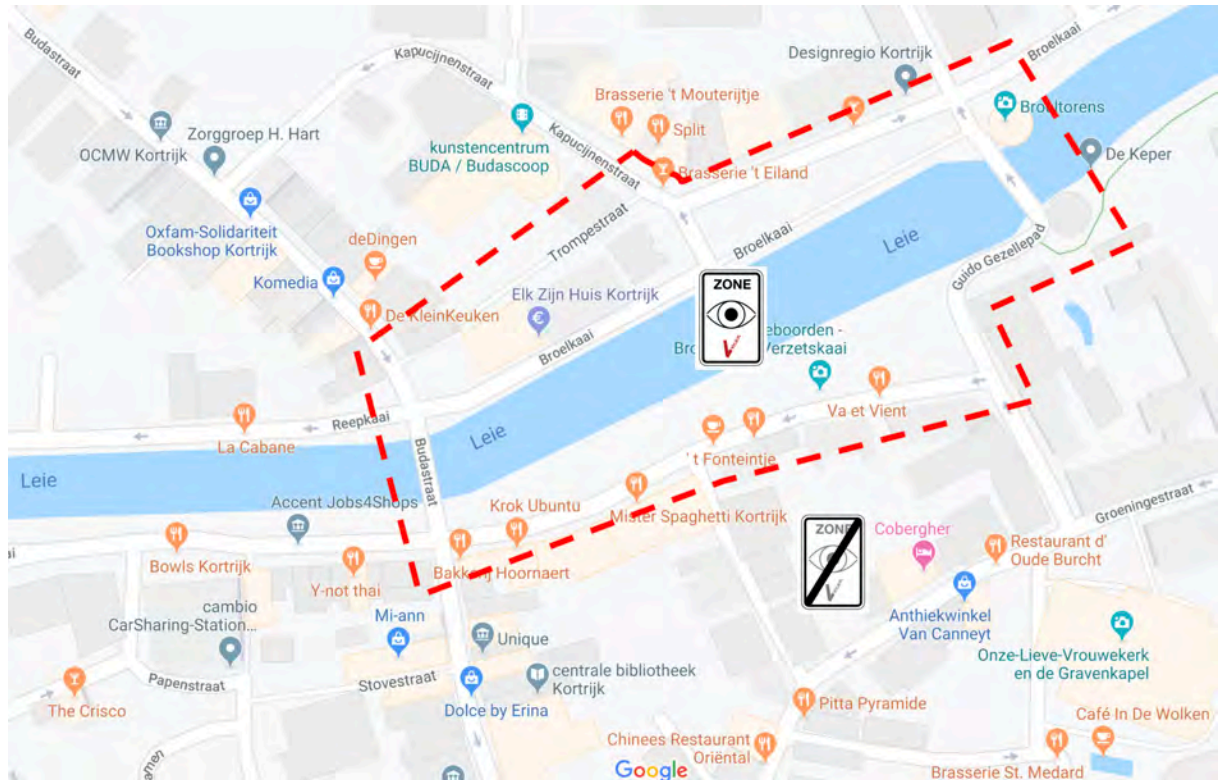 Budastraat
Kapucijnenstraat
Designregio Kortrijk
Broelkaai
Brasserie 't Mouterijtje
Zorggroep H. Hart
OCMW Kortrijk
kunstencentrum
BUDA / Budascoop
Split
Kapucijnenstraat
Brasserie 't Eiland
De Keper
Oxfam-Solidariteit
Bookshop Kortrijk
deDingen
Trompestraat
Broelkaai
Leie
Guido Gezellepad
Komedia
Elk Zijn Huis Kortrijk
ZONE
De KleinKeuken
Broelkaai
eboorden -
Verzetskaai
Va et Vient
Reepkaai
La Cabane
Leie
't Fonteintje
Leie
Budastraat
Accent Jobs4Shops
Krok Ubuntu
Mister Spaghetti Kortrijk
Groeningestraat
ZONE
Cobergher
Restaurant d'
Oude Burcht
Bowls Kortrijk
Y-not thai
Bakkerij Hoornaert
cambio
CarSharing-Station...
Mi-ann
Unique
Anthiekwinkel
Van Canneyt
Onze-Lieve-Vrouwekerk
en de Gravenkapel
Papenstraat
Stovestraat
centrale bibliotheek
Kortrijk
The Crisco
Dolce by Erina
Pitta Pyramide
Café In De Wolken
Chinees Restaurant
Oriëntal
Google
Brasserie St. Medard